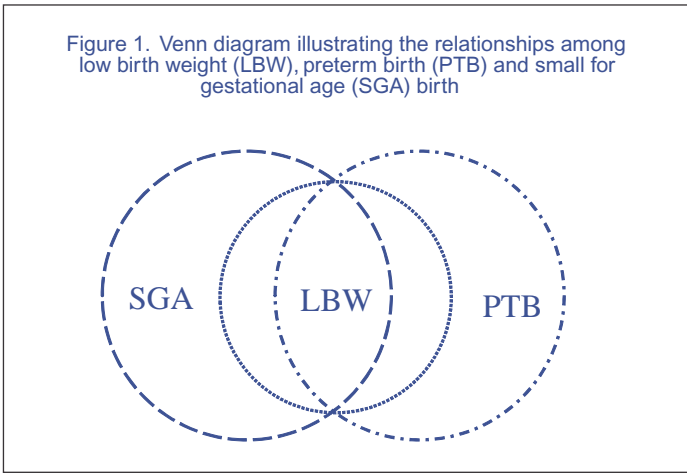 Figure 1. Venn diagram illustrating the relationships among
low birth weight (LBW), preterm birth (PTB) and small for
gestational age (SGA) birth
SGA
LBW
PTB